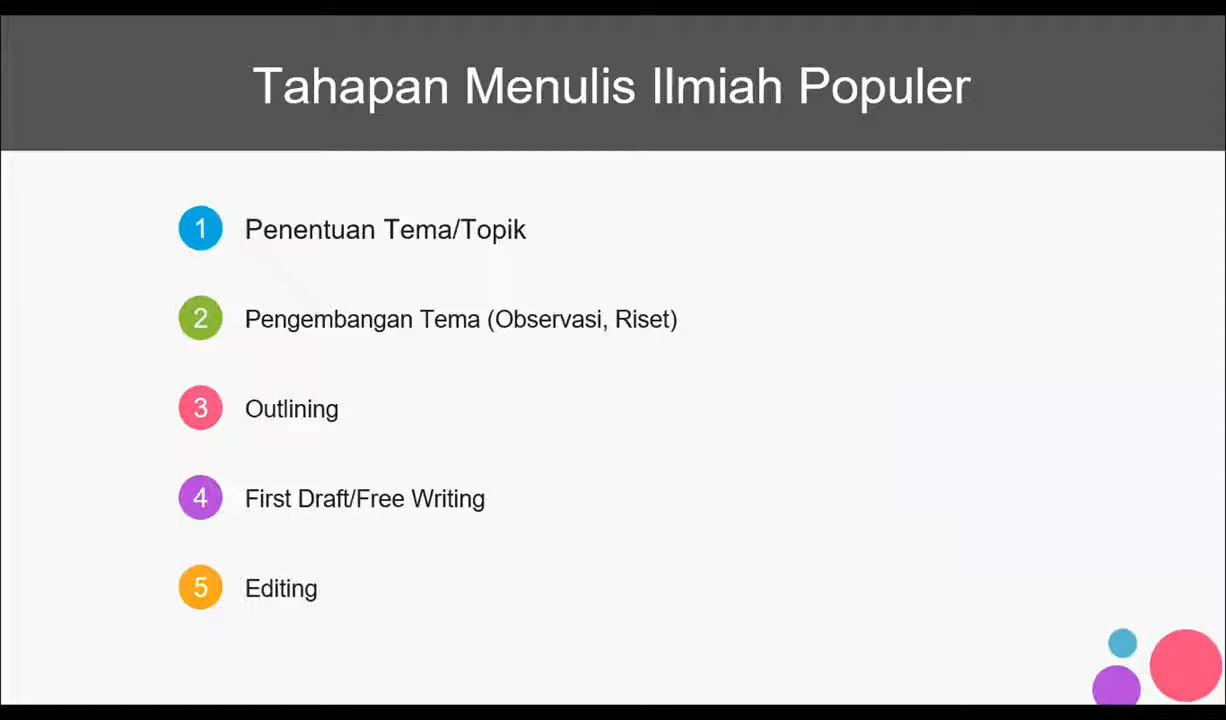 Tahapan Menulis Ilmiah Populer
1 Penentuan Tema/Topik
2 Pengembangan Tema (Observasi, Riset)
3 Outlining
4 First Draft/Free Writing
5 Editing